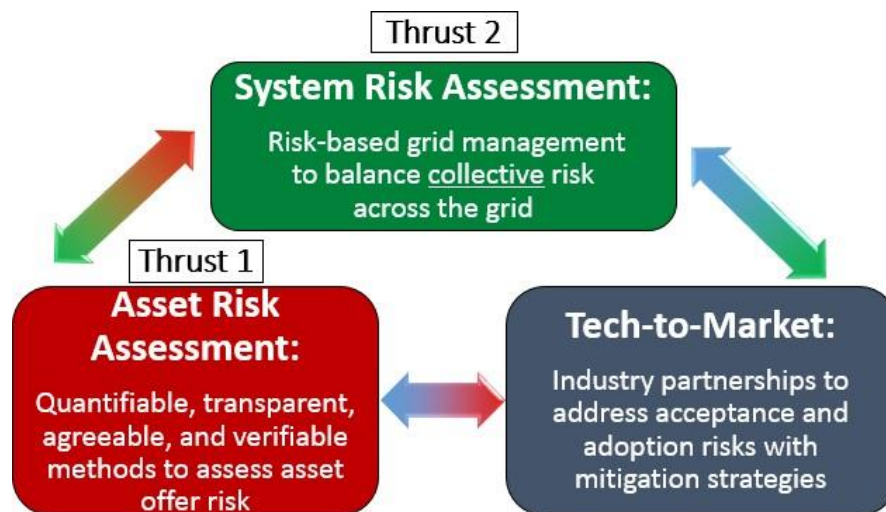 Thrust 2
System Risk Assessment:
Risk-based grid management
to balance collective risk
across the grid
Thrust 1
Asset Risk
Assessment:
Quantifiable, transparent,
agreeable, and verifiable
methods to assess asset
offer risk
Tech-to-Market:
Industry partnerships to
address acceptance and
adoption risks with
mitigation strategies